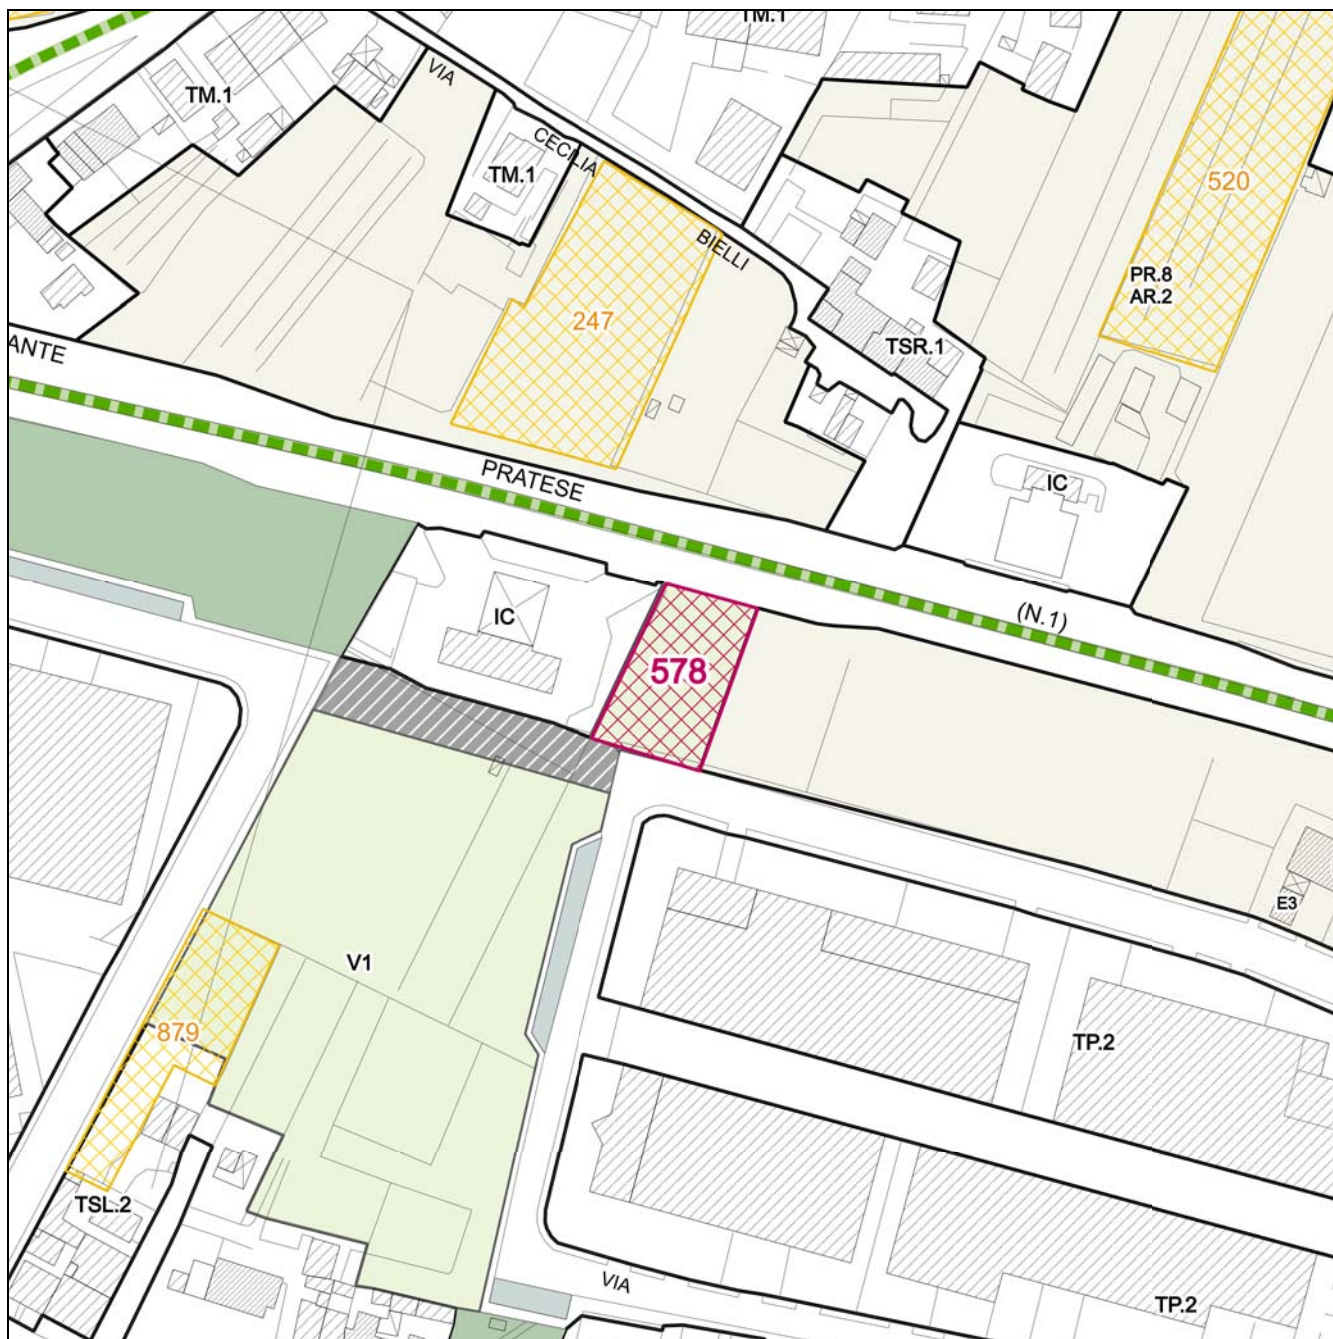 TM.1
TM.1
VIA
CECILIA
TM.1
BIELLI
520
PR.8
AR.2
247
TSR.1
ANTE
PRATESE
IC
(N.1)
IC
578
E3
V1
879
TP.2
TSL.2
VIA
TP.2